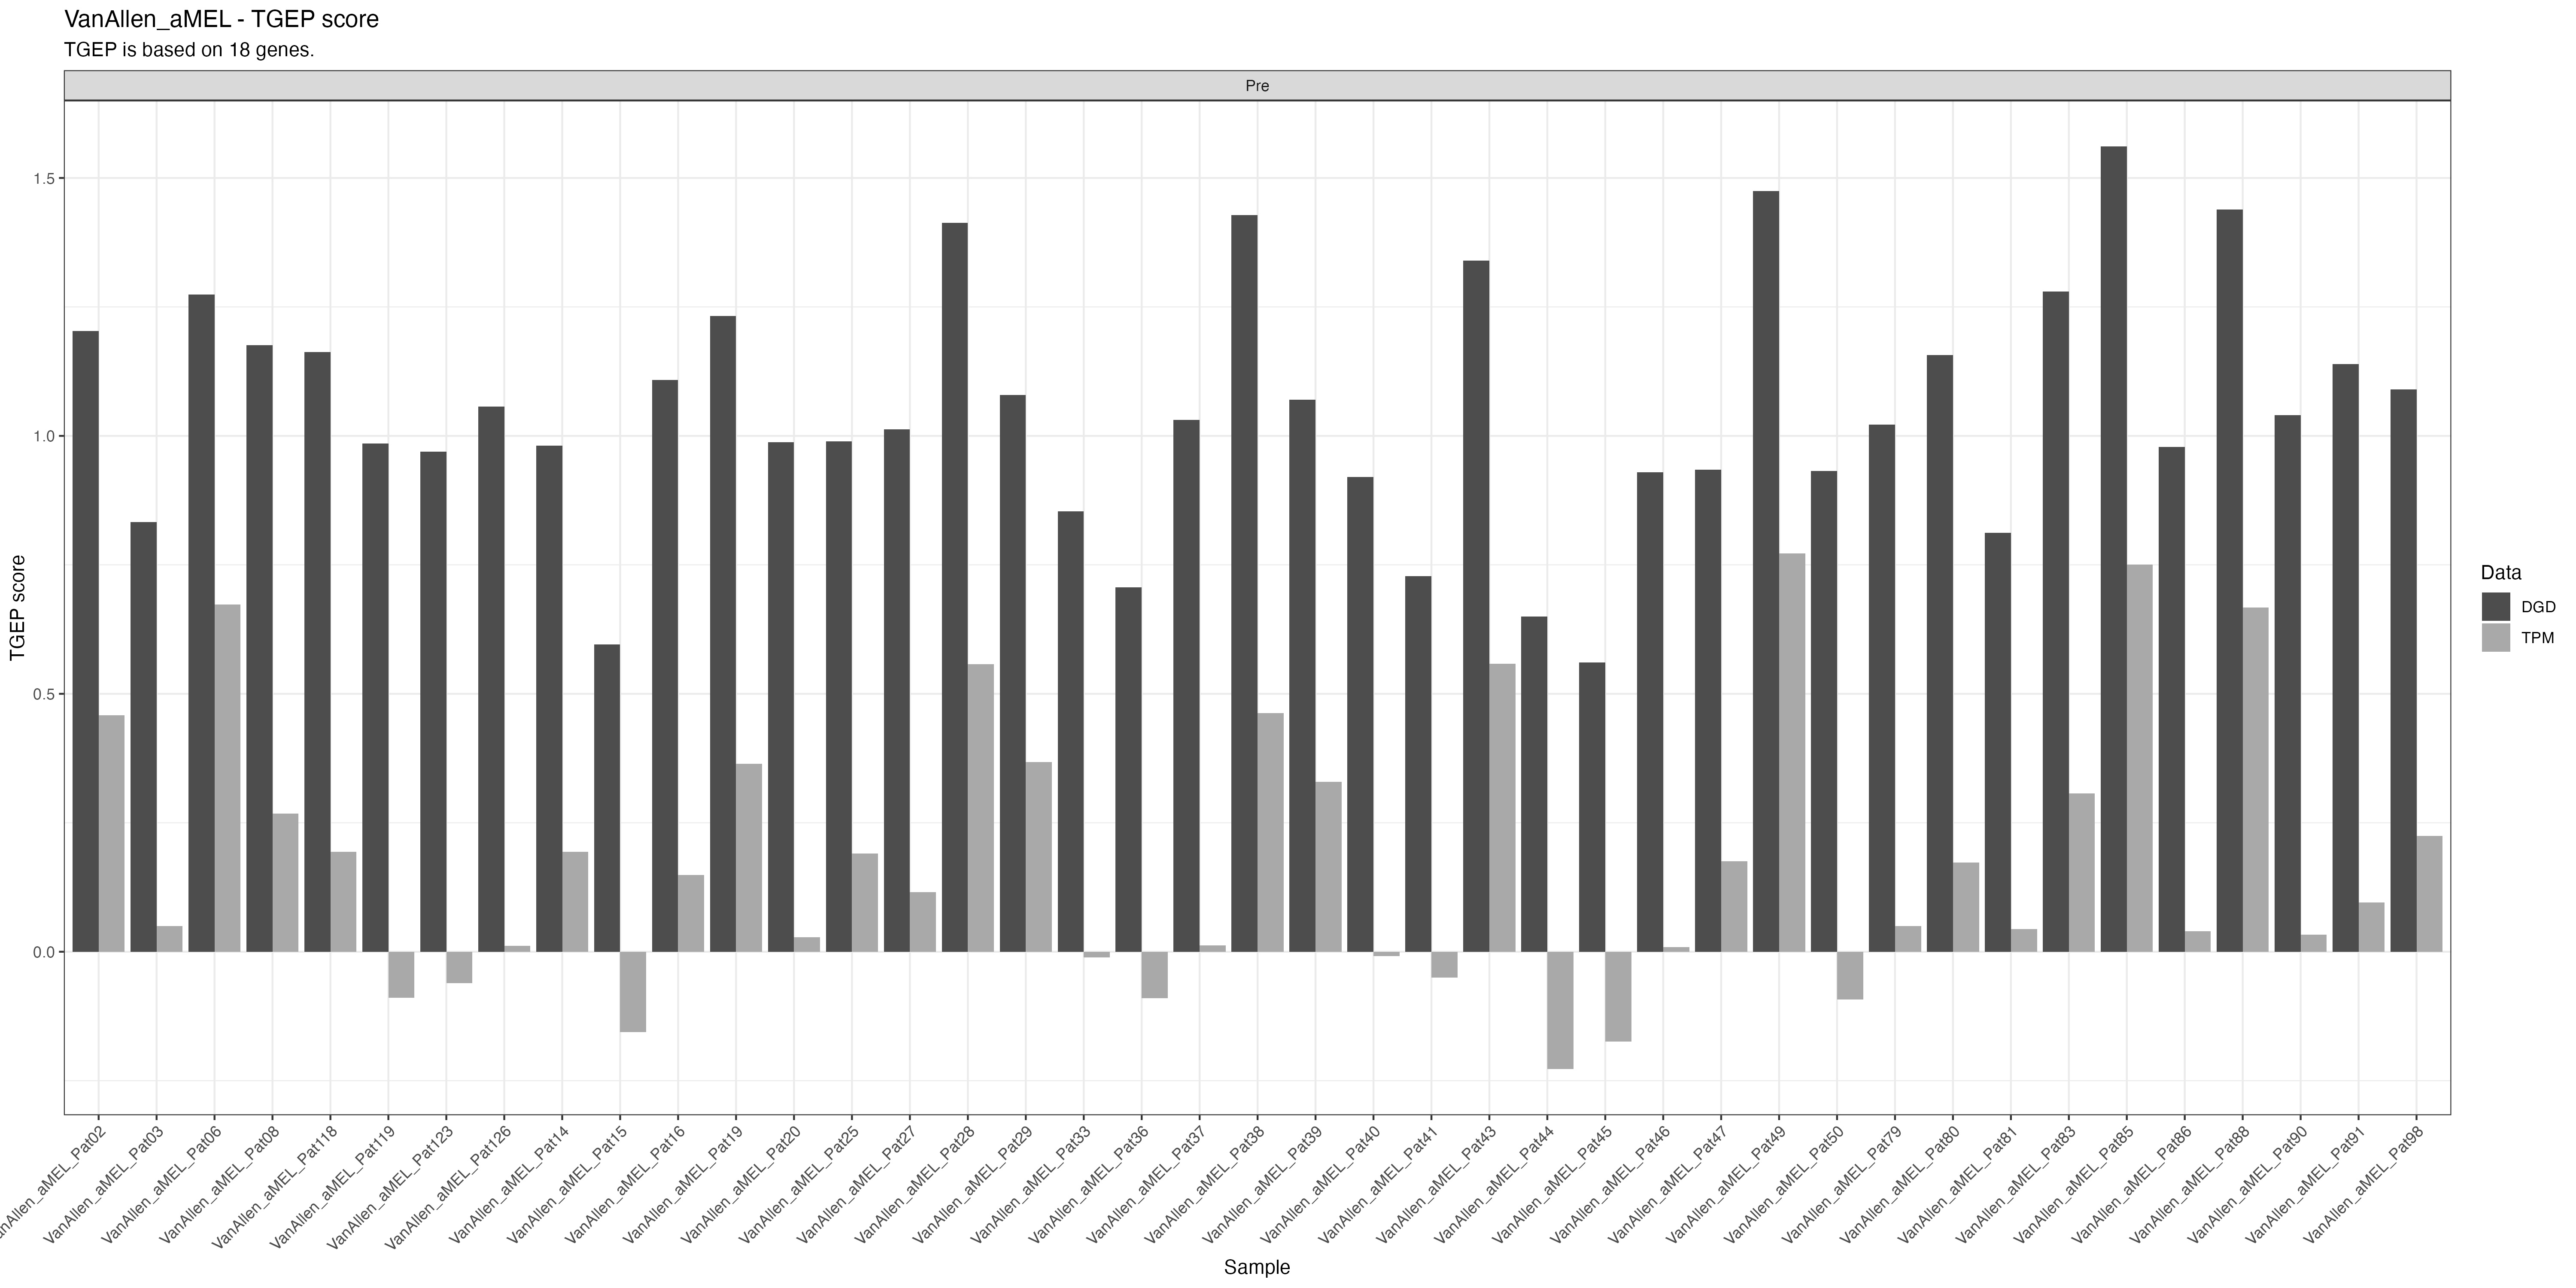 VanAllen_aMEL - TGEP score
TGEP is based on 18 genes.
Pre
TGEP score
1.5
1.0
0.5
0.0
VanAllen_aMEL_Pat03
VanAllen_aMEL_Pat06
VanAllen_aMEL_Pat08
VanAllen_aMEL_Pat118
VanAllen_aMEL_Pat119
VanAllen_aMEL_Pat123
VanAllen_aMEL_Pat126
VanAllen_aMEL_Pat14
VanAllen_aMEL_Pat15
VanAllen_aMEL_Pat16
VanAllen_aMEL_Pat19
VanAllen_aMEL_Pat20
VanAllen_aMEL_Pat25
VanAllen_aMEL_Pat27
VanAllen_aMEL_Pat28
VanAllen_aMEL_Pat29
VanAllen_aMEL_Pat33
VanAllen_aMEL_Pat36
VanAllen_aMEL_Pat37
VanAllen_aMEL_Pat38
VanAllen_aMEL_Pat39
VanAllen_aMEL_Pat40
VanAllen_aMEL_Pat41
VanAllen_aMEL_Pat43
VanAllen_aMEL_Pat44
VanAllen_aMEL_Pat45
VanAllen_aMEL_Pat46
VanAllen_aMEL_Pat47
VanAllen_aMEL_Pat49
VanAllen_aMEL_Pat50
VanAllen_aMEL_Pat79
VanAllen_aMEL_Pat80
VanAllen_aMEL_Pat81
VanAllen_aMEL_Pat83
VanAllen_aMEL_Pat85
VanAllen_aMEL_Pat86
VanAllen_aMEL_Pat88
VanAllen_aMEL_Pat90
VanAllen_aMEL_Pat91
VanAllen_aMEL_Pat98
Sample
Data
DGD
TPM